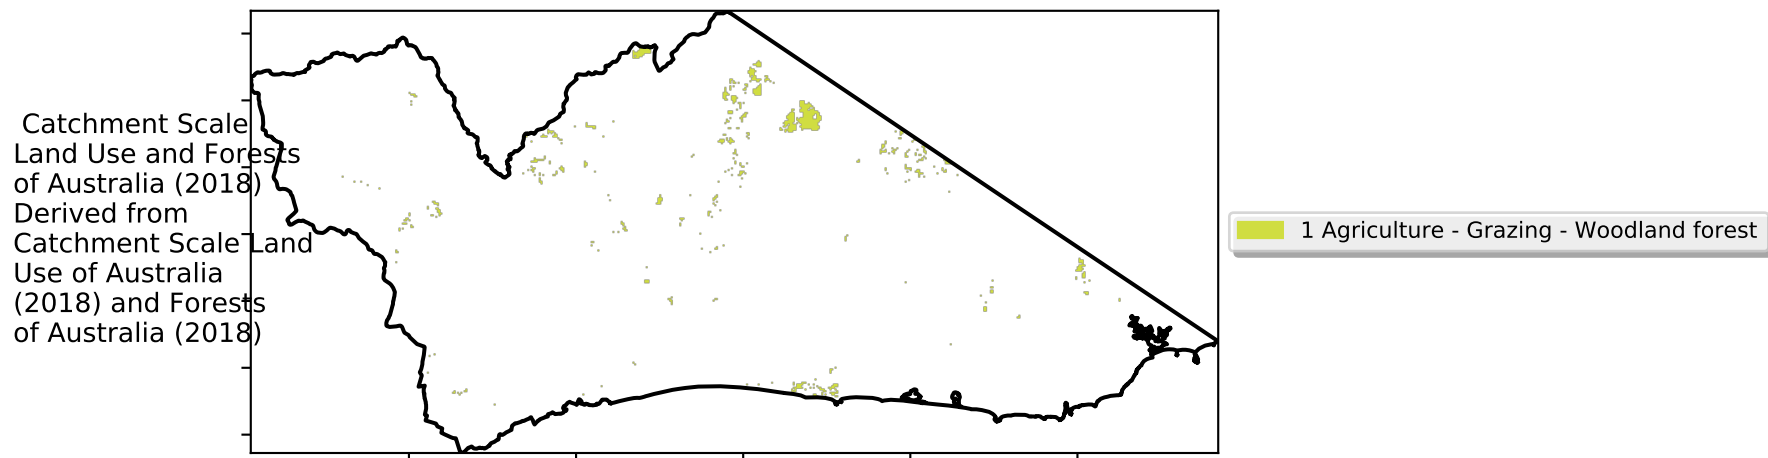 Catchment Scale
Land Use and Forests
of Australia (2018)
Derived from
Catchment Scale Land
Use of Australia
(2018) and Forests
of Australia (2018)
1 Agriculture - Grazing - Woodland forest